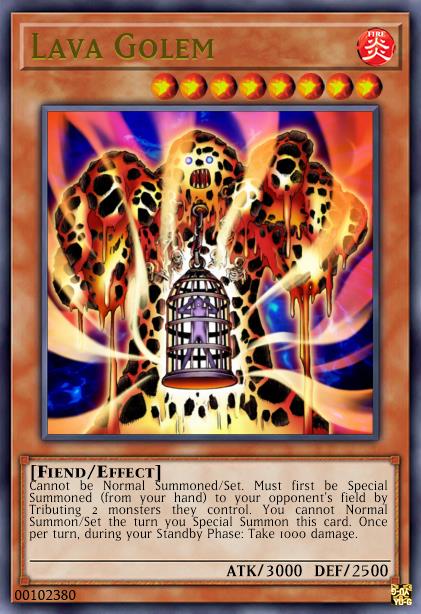 Lava Golem
FIRE
炎
[Fiend/Effect]
Cannot be Normal Summoned/Set. Must first be Special
Summoned (from your hand) to your opponent's field by
Tributing 2 monsters they control. You cannot Normal
Summon/Set the turn you Special Summon this card. Once
per turn, during your Standby Phase: Take 1000 damage.
ATK/3000 DEF/2500
00102380